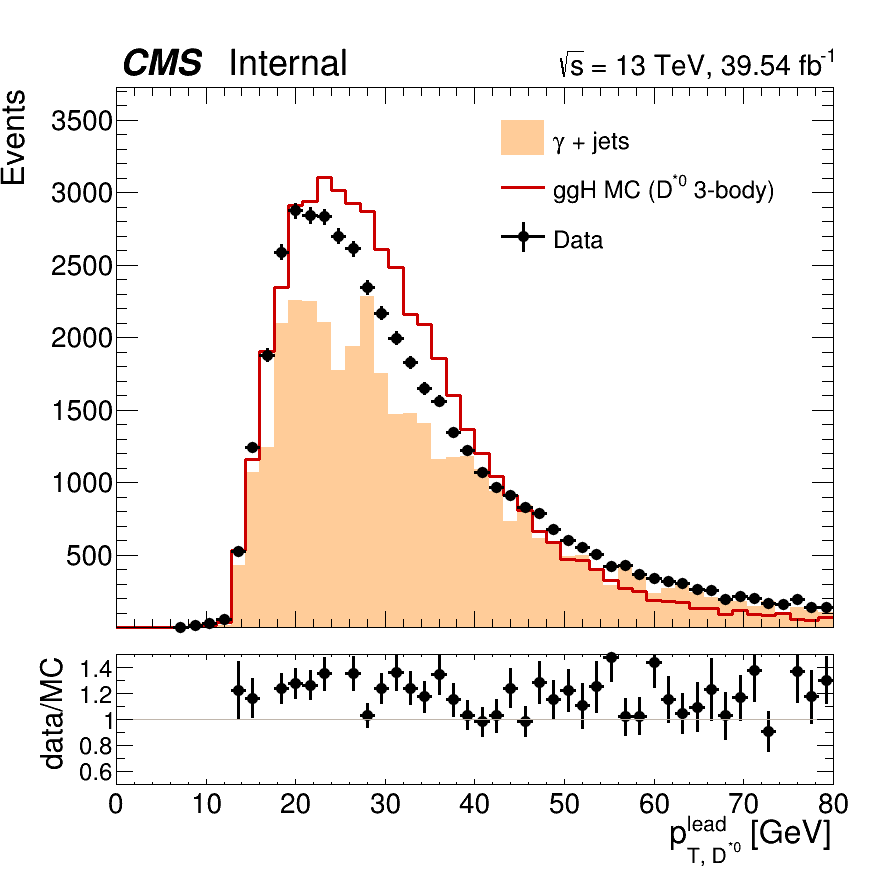 CMS Internal √s = 13 TeV, 39.54 fb⁻¹
Events
3500
3000
2500
2000
1500
1000
500
γ + jets
ggH MC (D*⁰ 3-body)
Data
data/MC
1.4
1.2
1
0.8
0.6
0 10 20 30 40 50 60 70 80
p lead T, D*⁰ [GeV]